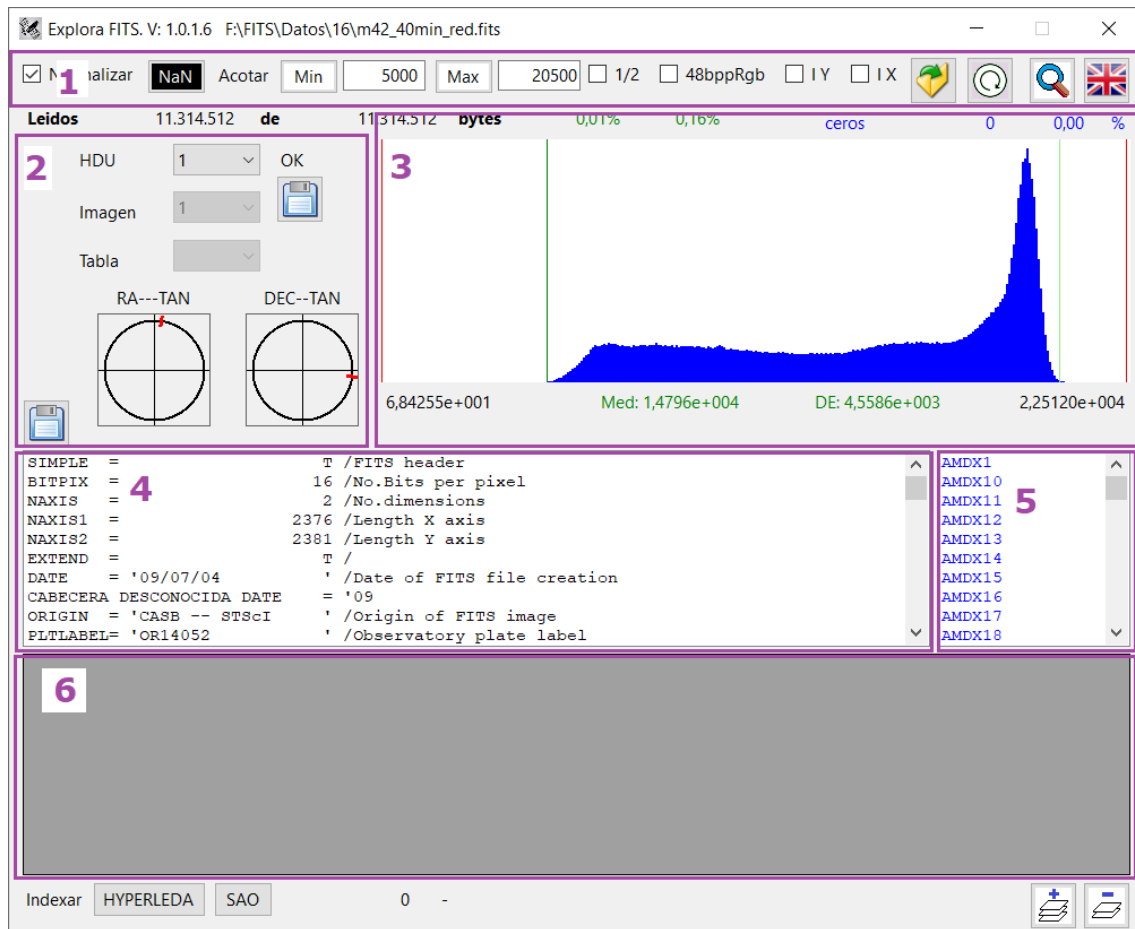 Explora FITS. V: 1.0.1.6 F:\FITS\Datos\16\m42_40min_red.fits
1 NaN Acotar Min 5000 Max 20500 1/2 48bppRgb I Y I X
Leidos 11.314.512 de 11.314.512 bytes 0,01% 0,16% ceros 0 0,00 %
2 HDU 1 OK
3
Imagen 1
Tabla
RA---TAN DEC--TAN
6,84255e+001 Med: 1,4796e+004 DE: 4,5586e+003 2,25120e+004
4
SIMPLE = T /FITS header
BITPIX = 16 /No.Bits per pixel
NAXIS = 2 /No.dimensions
NAXIS1 = 2376 /Length X axis
NAXIS2 = 2381 /Length Y axis
EXTEND = T /
DATE = '09/07/04 ' /Date of FITS file creation
CABECERA DESCONOCIDA DATE = '09
ORIGIN = 'CASB -- STScI ' /Origin of FITS image
PLTLABEL= 'OR14052 ' /Observatory plate label
5
AMDX1
AMDX10
AMDX11
AMDX12
AMDX13
AMDX14
AMDX15
AMDX16
AMDX17
AMDX18
6
Indexar HYPERLEDA SAO 0 -